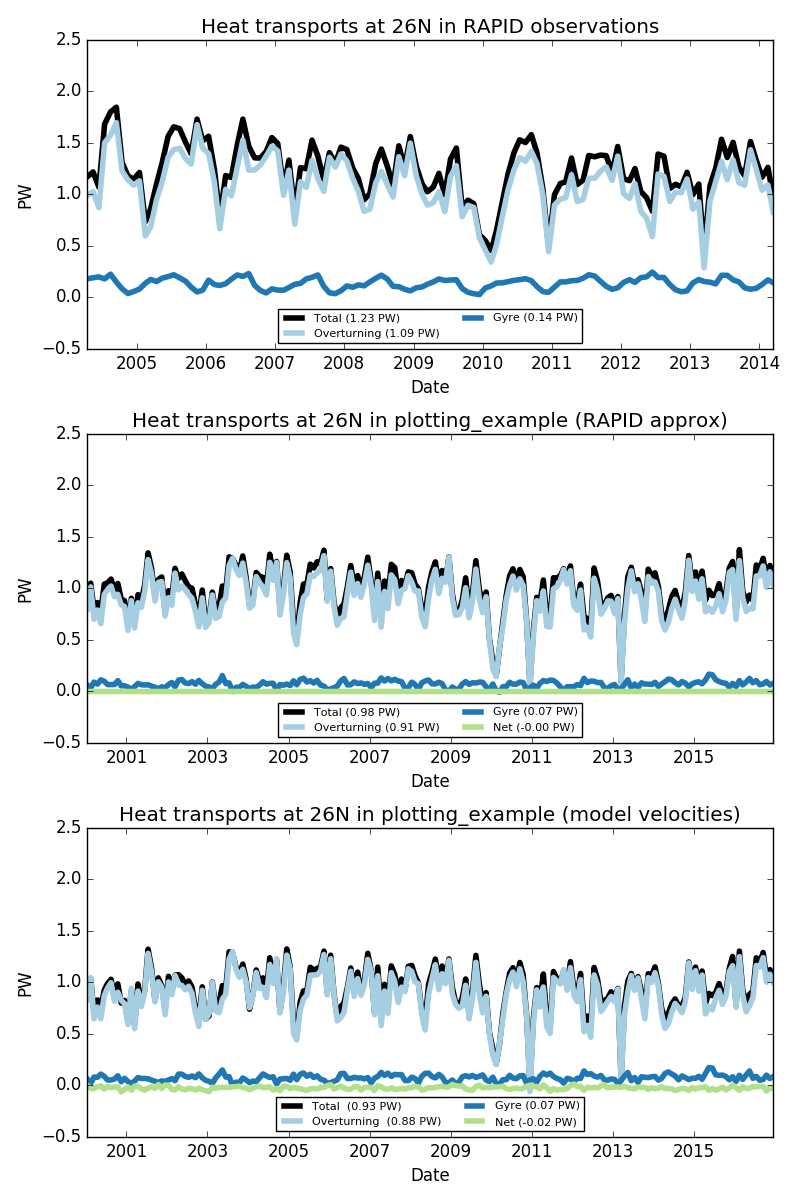 Heat transports at 26N in RAPID observations
2.5
2.0
1.5
1.0
0.5
0.0
−0.5
PW
Total (1.23 PW)
Overturning (1.09 PW)
Gyre (0.14 PW)
2005 2006 2007 2008 2009 2010 2011 2012 2013 2014
Date
Heat transports at 26N in plotting_example (RAPID approx)
2.5
2.0
1.5
1.0
0.5
0.0
−0.5
PW
Total (0.98 PW)
Overturning (0.91 PW)
Gyre (0.07 PW)
Net (-0.00 PW)
2001 2003 2005 2007 2009 2011 2013 2015
Date
Heat transports at 26N in plotting_example (model velocities)
2.5
2.0
1.5
1.0
0.5
0.0
−0.5
PW
Total (0.93 PW)
Overturning (0.88 PW)
Gyre (0.07 PW)
Net (-0.02 PW)
2001 2003 2005 2007 2009 2011 2013 2015
Date